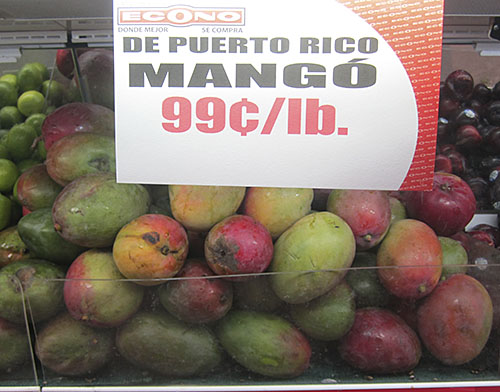 ECONO
DONDE MEJOR SE COMPRA
DE PUERTO RICO
MANGÓ
99¢/lb.